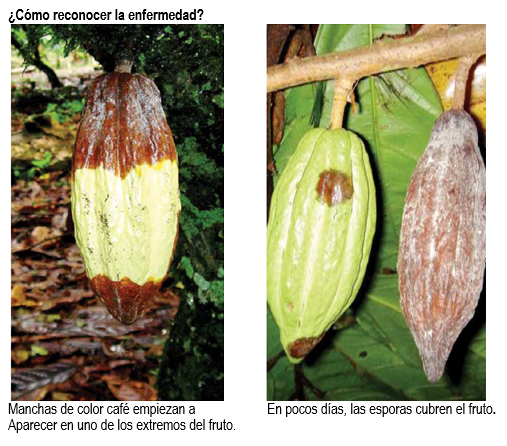 ¿Cómo reconocer la enfermedad?
Manchas de color café empiezan a
Aparecer en uno de los extremos del fruto.
En pocos días, las esporas cubren el fruto.